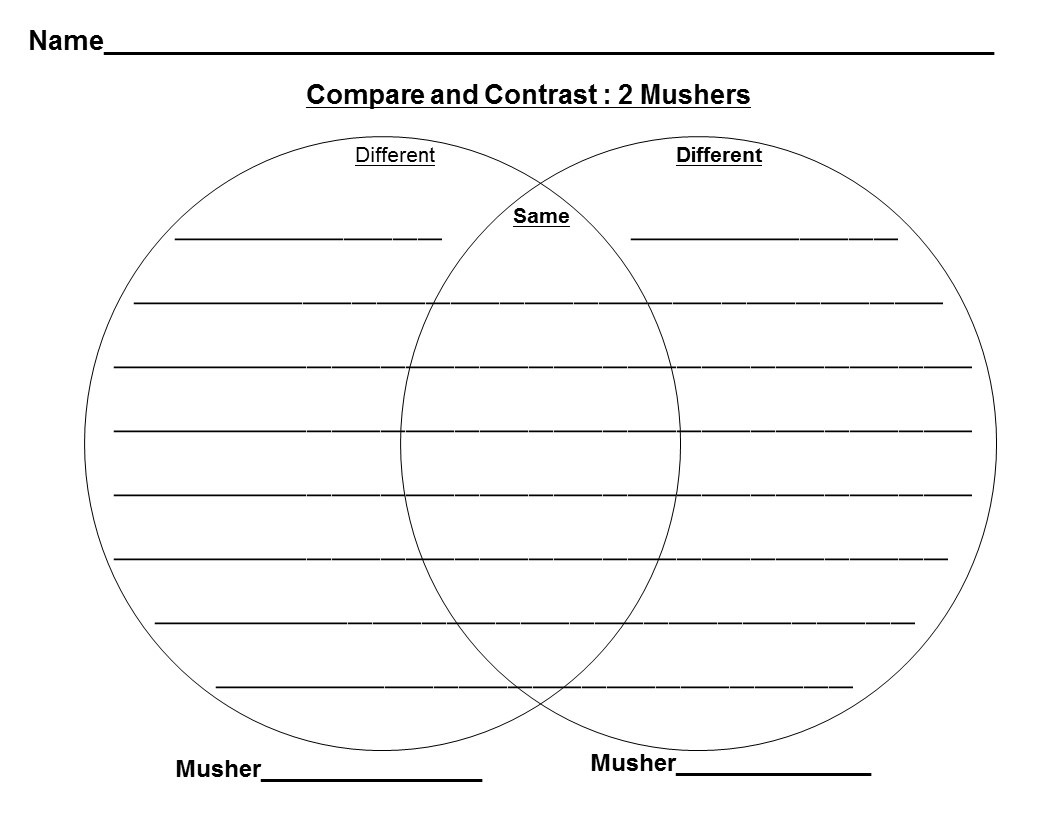 Name
Compare and Contrast : 2 Mushers
Different
Different
Same
Musher
Musher